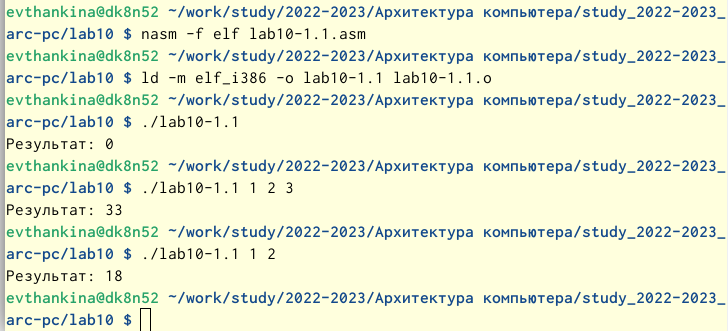 evthankina@dk8n52 ~/work/study/2022-2023/Архитектура компьютера/study_2022-2023_
arc-pc/lab10 $ nasm -f elf lab10-1.1.asm
evthankina@dk8n52 ~/work/study/2022-2023/Архитектура компьютера/study_2022-2023_
arc-pc/lab10 $ ld -m elf_i386 -o lab10-1.1 lab10-1.1.o
evthankina@dk8n52 ~/work/study/2022-2023/Архитектура компьютера/study_2022-2023_
arc-pc/lab10 $ ./lab10-1.1
Результат: 0
evthankina@dk8n52 ~/work/study/2022-2023/Архитектура компьютера/study_2022-2023_
arc-pc/lab10 $ ./lab10-1.1 1 2 3
Результат: 33
evthankina@dk8n52 ~/work/study/2022-2023/Архитектура компьютера/study_2022-2023_
arc-pc/lab10 $ ./lab10-1.1 1 2
Результат: 18
evthankina@dk8n52 ~/work/study/2022-2023/Архитектура компьютера/study_2022-2023_
arc-pc/lab10 $